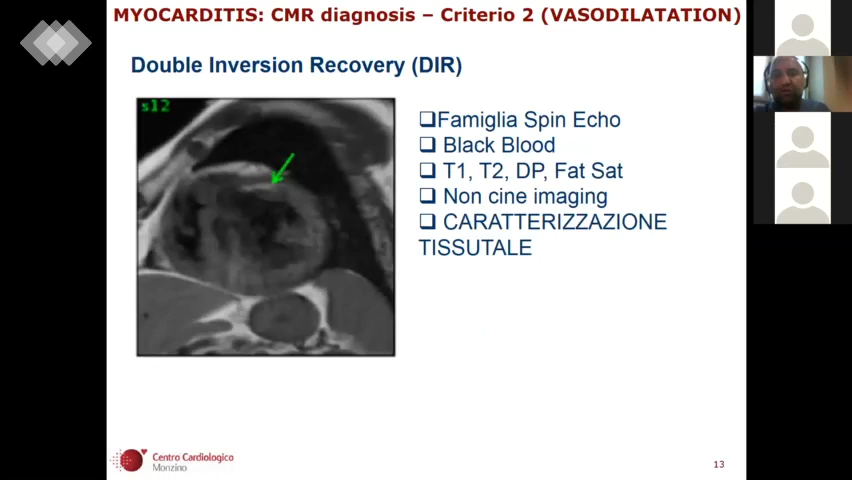 MYOCARDITIS: CMR diagnosis – Criterio 2 (VASODILATATION)
Double Inversion Recovery (DIR)
s12
Famiglia Spin Echo
Black Blood
T1, T2, DP, Fat Sat
Non cine imaging
CARATTERIZZAZIONE
TISSUTALE
Centro Cardiologico
Monzino
13